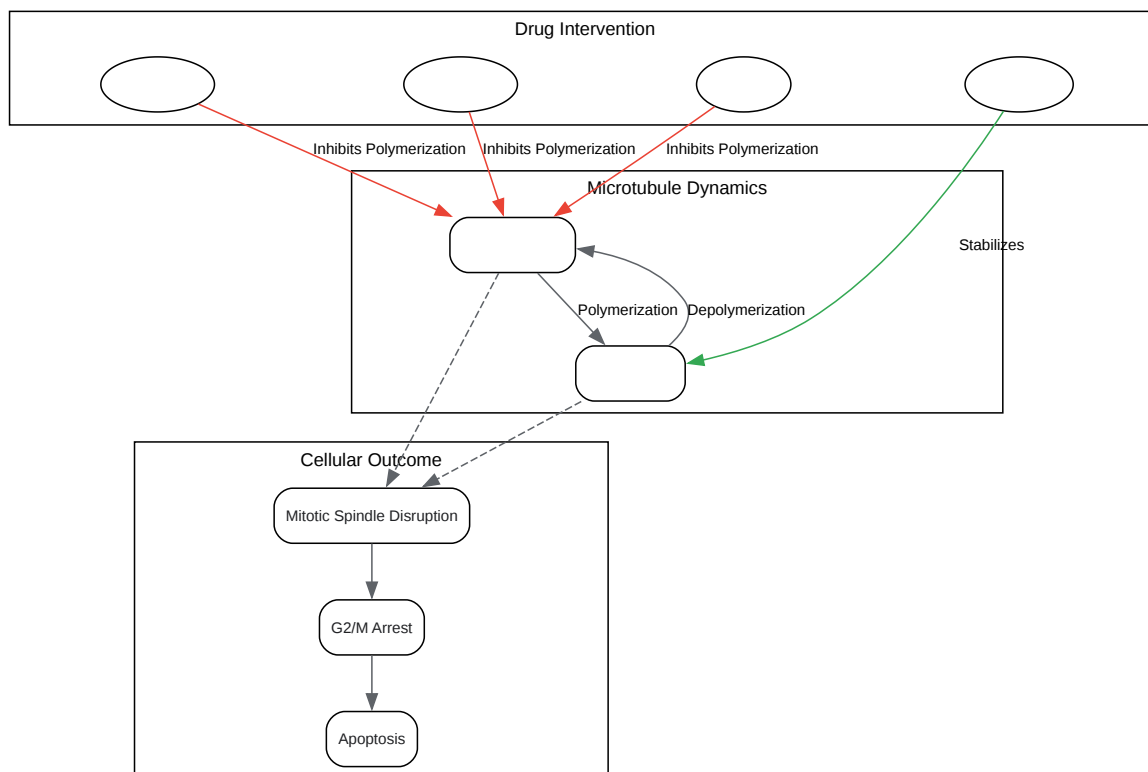 Drug Intervention
Inhibits Polymerization
Inhibits Polymerization
Inhibits Polymerization
Microtubule Dynamics
Stabilizes
Polymerization
Depolymerization
Cellular Outcome
Mitotic Spindle Disruption
G2/M Arrest
Apoptosis